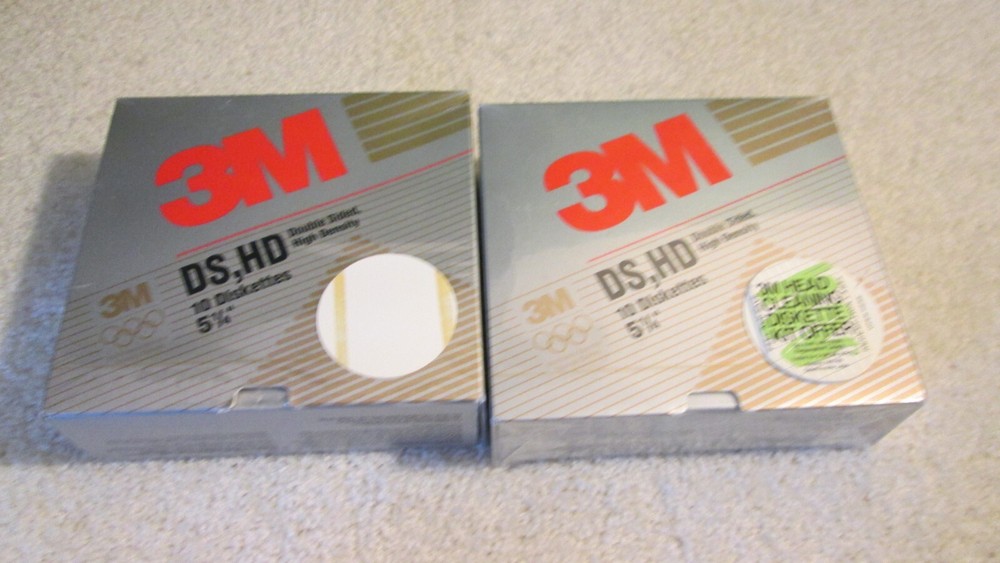 3M
DS,HD
Double Sided,
High Density
10 Diskettes
5¼"
3M
3M
DS,HD
Double Sided,
High Density
10 Diskettes
5¼"
3M
3M HEAD
CLEANING
DISKETTE
KIT OFFER